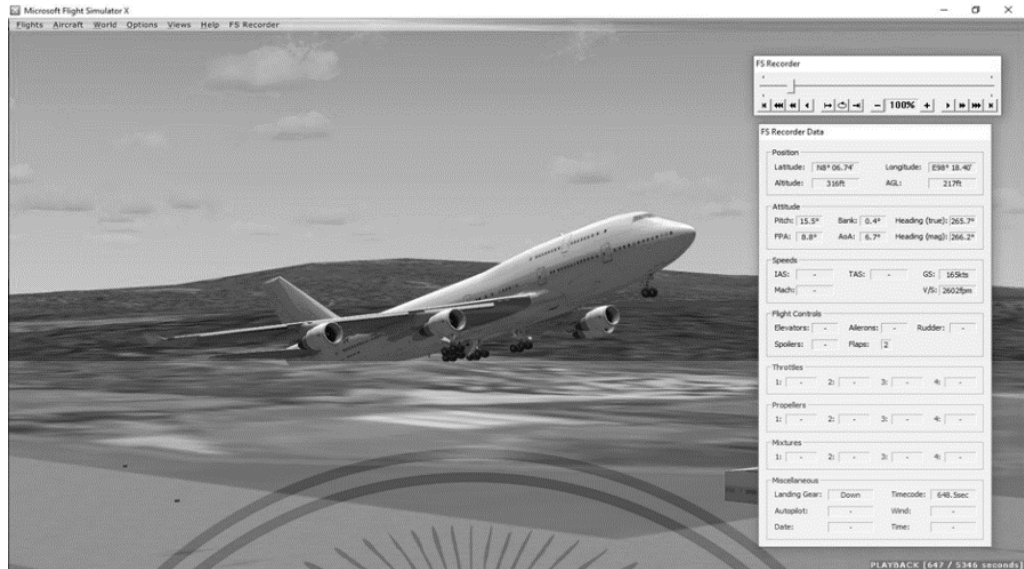 Microsoft Flight Simulator X
Flights Aircraft World Options Views Help FS Recorder
FS Recorder
100%
FS Recorder Data
Position
Latitude: N8° 06.74' Longitude: E98° 18.40'
Altitude: 316ft AGL: 217ft
Attitude
Pitch: 15.5° Bank: 0.4° Heading (true): 265.7°
FPA: 8.8° AoA: 6.7° Heading (mag): 266.2°
Speeds
IAS: - TAS: - GS: 165kts
Mach: - V/S: 2602fpm
Flight Controls
Elevators: - Ailerons: - Rudder: -
Spoilers: - Flaps: 2
Throttles
1: - 2: - 3: - 4: -
Propellers
1: - 2: - 3: - 4: -
Mixtures
1: - 2: - 3: - 4: -
Miscellaneous
Landing Gear: Down Timecode: 648.5sec
Autopilot: - Wind: -
Date: - Time: -
PLAYBACK [647 / 5346 seconds]